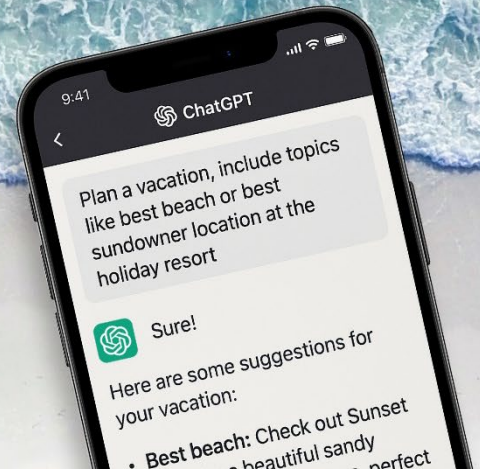 9:41
ChatGPT
Plan a vacation, include topics
like best beach or best
sundowner location at the
holiday resort
Sure!
Here are some suggestions for
your vacation:
• Best beach: Check out Sunset
beautiful sandy
perfect